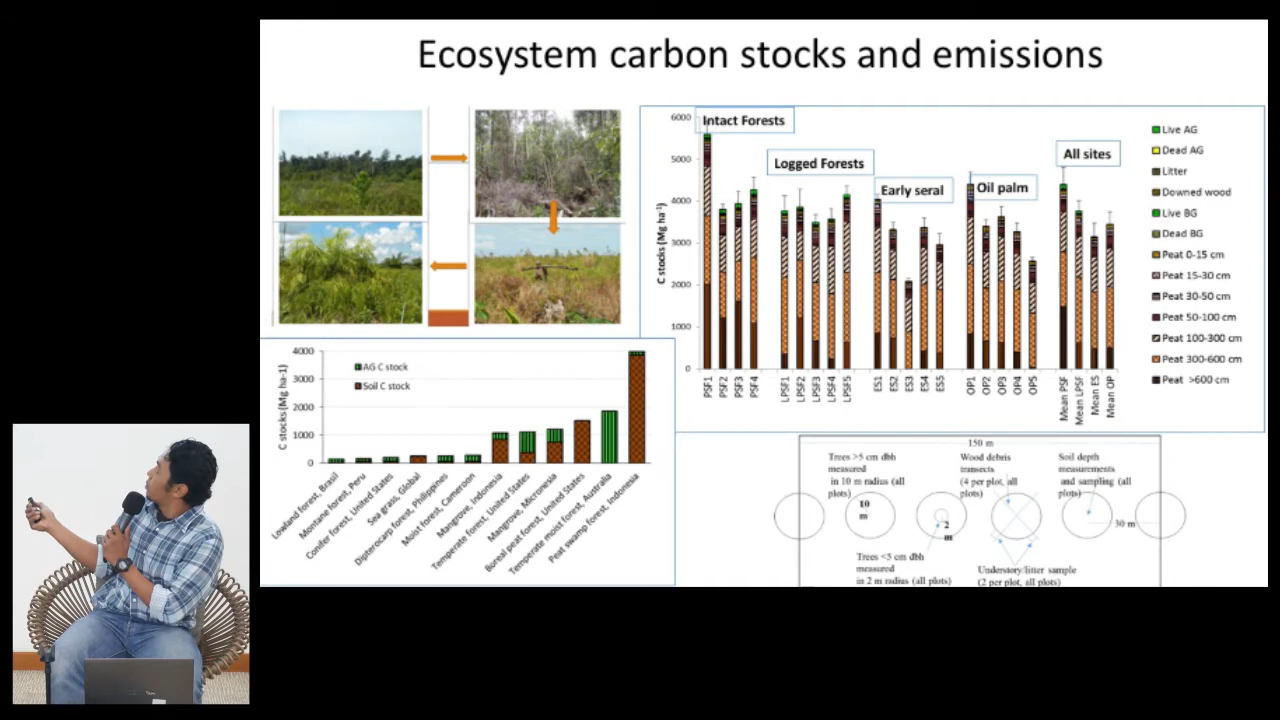 Ecosystem carbon stocks and emissions
6000
5000
4000
3000
2000
1000
0
C stocks (Mg ha-1)
Intact Forests
Logged Forests
Early seral
Oil palm
All sites
PSF1
PSF2
PSF3
PSF4
LPSF1
LPSF2
LPSF3
LPSF4
LPSF5
ES1
ES2
ES3
ES4
ES5
OP1
OP2
OP3
OP4
OP5
Mean PSF
Mean LPSF
Mean ES
Mean OP
Live AG
Dead AG
Litter
Downed wood
Live BG
Dead BG
Peat 0-15 cm
Peat 15-30 cm
Peat 30-50 cm
Peat 50-100 cm
Peat 100-300 cm
Peat 300-600 cm
Peat >600 cm
4000
3000
2000
1000
0
C stocks (Mg ha-1)
AG C stock
Soil C stock
Lowland forest, Brasil
Montane forest, Peru
Conifer forest, United States
Sea grass, Global
Dipterocarp forest, Philippines
Moist forest, Cameroon
Mangrove, Indonesia
Temperate forest, United States
Mangrove, Micronesia
Boreal peat forest, United States
Temperate moist forest, Australia
Peat swamp forest, Indonesia
150 m
Trees >5 cm dbh
measured
in 10 m radius (all
plots)
Wood debris
transects
(4 per plot, all
plots)
Soil depth
measurements
and sampling (all
plots)
10
m
2
m
30 m
Trees <5 cm dbh
measured
in 2 m radius (all plots)
Understory/litter sample
(2 per plot, all plots)